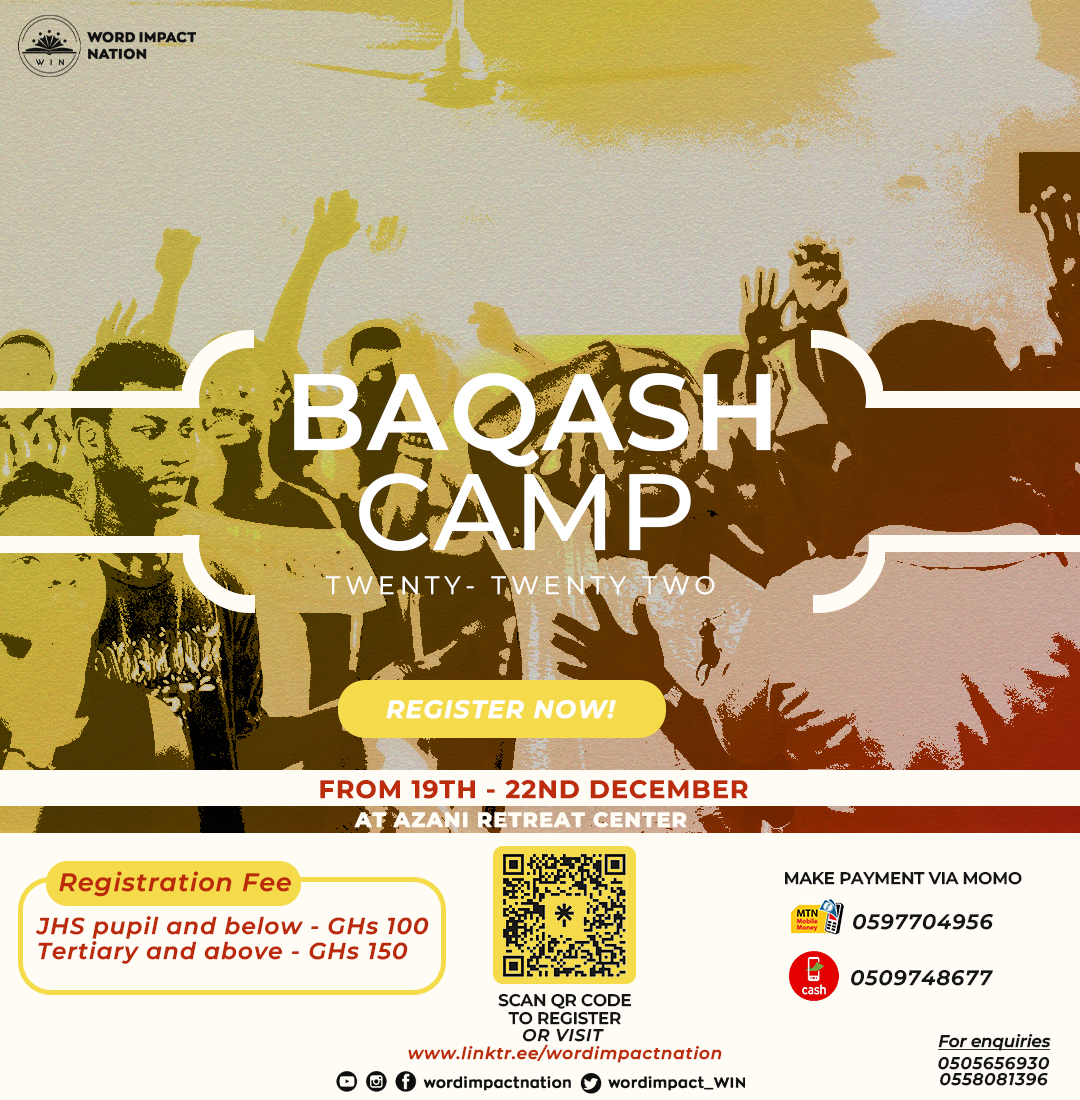 WORD IMPACT
NATION
WIN
BAQASH
CAMP
TWENTY- TWENTY TWO
REGISTER NOW!
FROM 19TH - 22ND DECEMBER
AT AZANI RETREAT CENTER
Registration Fee
JHS pupil and below - GHs 100
Tertiary and above - GHs 150
SCAN QR CODE
TO REGISTER
OR VISIT
www.linktr.ee/wordimpactnation
wordimpactnation
wordimpact_WIN
MAKE PAYMENT VIA MOMO
MTN
Mobile
Money
0597704956
cash
0509748677
For enquiries
0505656930
0558081396